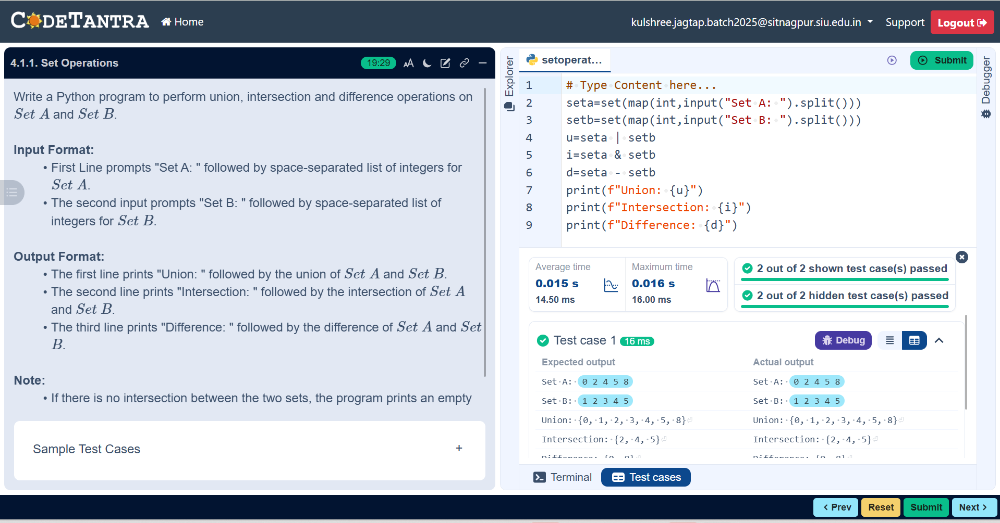 CODETANTRA
Home
kulshree.jagtap.batch2025@sitnagpur.siu.edu.in
Support
Logout
4.1.1. Set Operations
19:29
AA
Write a Python program to perform union, intersection and difference operations on
Set A and Set B.
Input Format:
• First Line prompts "Set A: " followed by space-separated list of integers for
Set A.
• The second input prompts "Set B: " followed by space-separated list of
integers for Set B.
Output Format:
• The first line prints "Union: " followed by the union of Set A and Set B.
• The second line prints "Intersection: " followed by the intersection of Set A
and Set B.
• The third line prints "Difference: " followed by the difference of Set A and Set
B.
Note:
• If there is no intersection between the two sets, the program prints an empty
Sample Test Cases
+
Explorer
setoperat...
Submit
Debugger
1 # Type Content here...
2 seta=set(map(int,input("Set A: ").split()))
3 setb=set(map(int,input("Set B: ").split()))
4 u=seta | setb
5 i=seta & setb
6 d=seta - setb
7 print(f"Union: {u}")
8 print(f"Intersection: {i}")
9 print(f"Difference: {d}")
Average time
0.015 s
14.50 ms
Maximum time
0.016 s
16.00 ms
2 out of 2 shown test case(s) passed
2 out of 2 hidden test case(s) passed
Test case 1 16 ms
Debug
Expected output
Actual output
Set·A:· 0 2 4 5 8
Set·A:· 0 2 4 5 8
Set·B:· 1 2 3 4 5
Set·B:· 1 2 3 4 5
Union:·{0,·1,·2,·3,·4,·5,·8}⏎
Union:·{0,·1,·2,·3,·4,·5,·8}⏎
Intersection:·{2,·4,·5}⏎
Intersection:·{2,·4,·5}⏎
Difference:·{0,·8}⏎
Difference:·{0,·8}⏎
Terminal
Test cases
< Prev
Reset
Submit
Next >